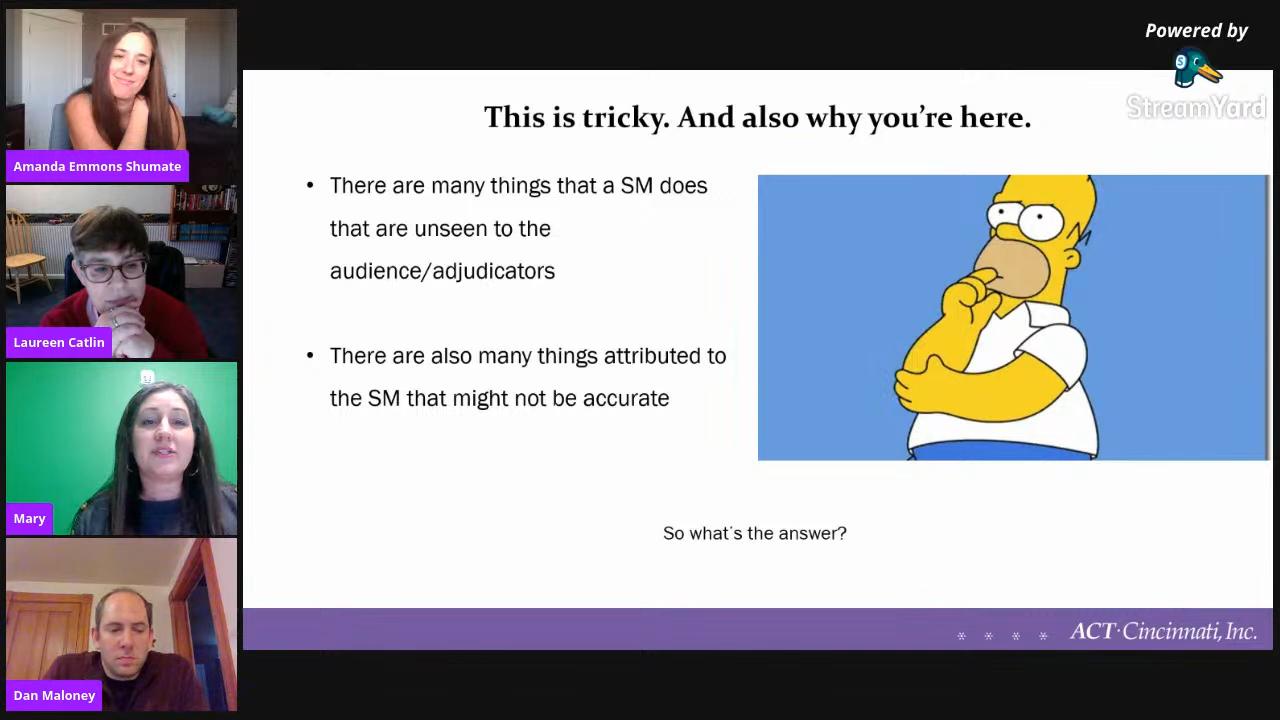 Powered by
StreamYard
Amanda Emmons Shumate
Laureen Catlin
Mary
Dan Maloney
This is tricky. And also why you’re here.
• There are many things that a SM does
that are unseen to the
audience/adjudicators
• There are also many things attributed to
the SM that might not be accurate
So what's the answer?
* * * * ACT·Cincinnati, Inc.